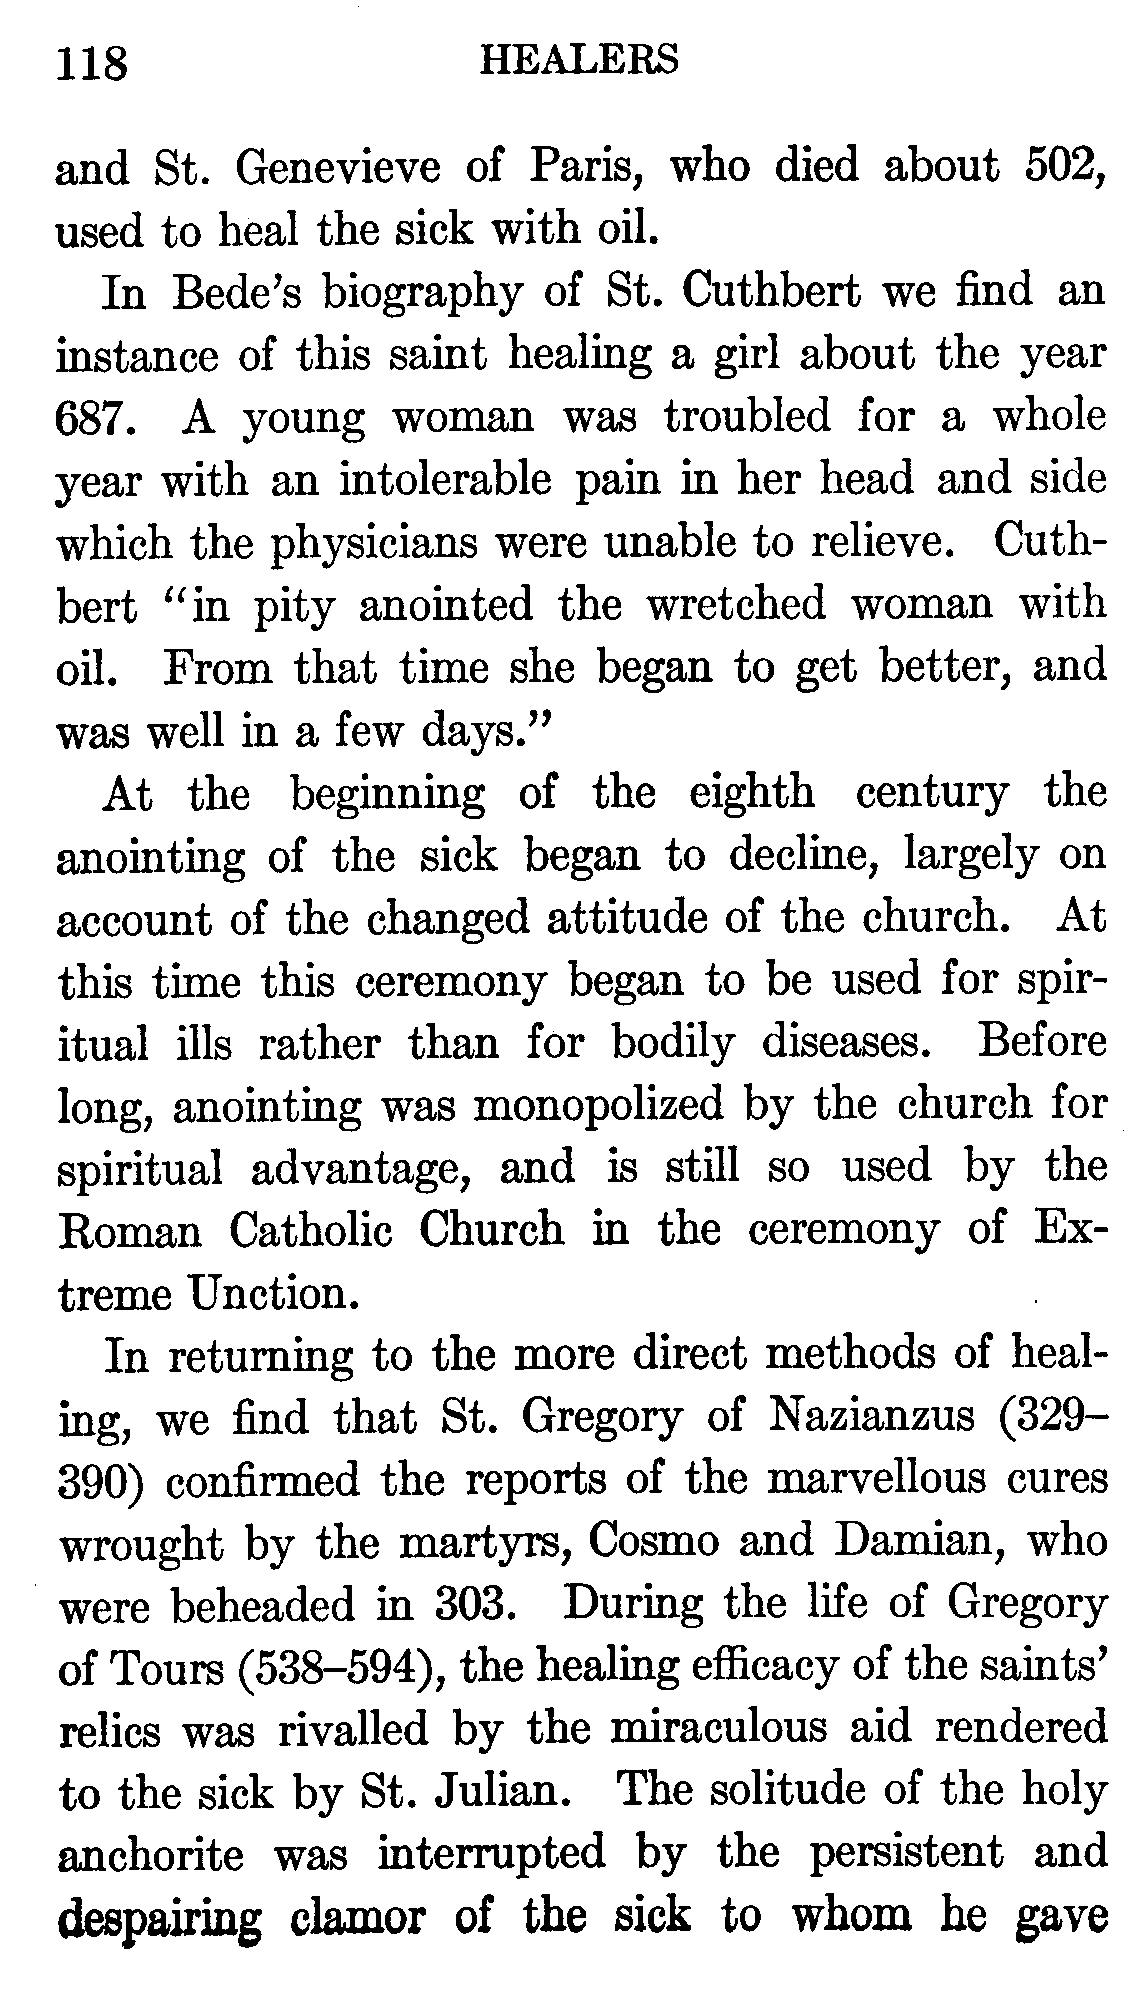 118 HEALERS
and St. Genevieve of Paris, who died about 502,
used to heal the sick with oil.
In Bede's biography of St. Cuthbert we find an
instance of this saint healing a girl about the year
687. A young woman was troubled for a whole
year with an intolerable pain in her head and side
which the physicians were unable to relieve. Cuth-
bert "in pity anointed the wretched woman with
oil. From that time she began to get better, and
was well in a few days."
At the beginning of the eighth century the
anointing of the sick began to decline, largely on
account of the changed attitude of the church. At
this time this ceremony began to be used for spir-
itual ills rather than for bodily diseases. Before
long, anointing was monopolized by the church for
spiritual advantage, and is still so used by the
Roman Catholic Church in the ceremony of Ex-
treme Unction.
In returning to the more direct methods of heal-
ing, we find that St. Gregory of Nazianzus (329–
390) confirmed the reports of the marvellous cures
wrought by the martyrs, Cosmo and Damian, who
were beheaded in 303. During the life of Gregory
of Tours (538–594), the healing efficacy of the saints'
relics was rivalled by the miraculous aid rendered
to the sick by St. Julian. The solitude of the holy
anchorite was interrupted by the persistent and
despairing clamor of the sick to whom he gave